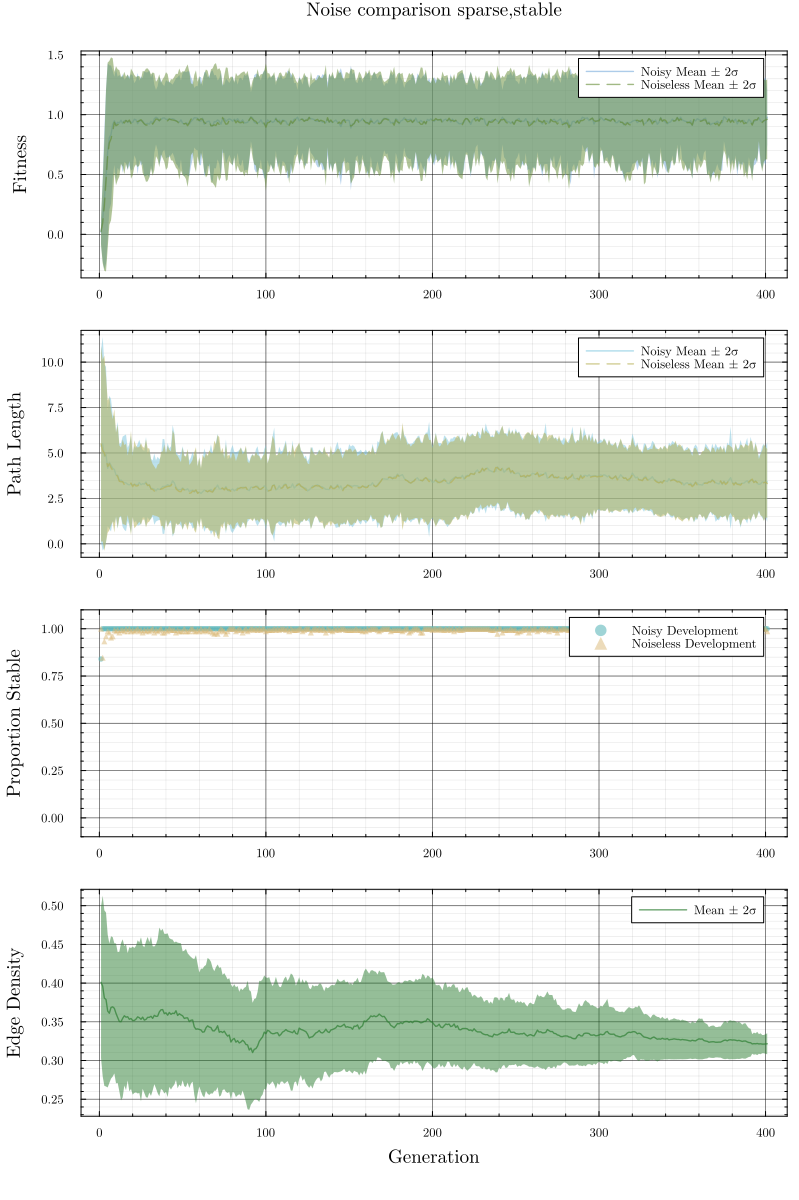 Noise comparison sparse,stable
1.5
1.0
0.5
0.0
Fitness
Noisy Mean ± 2σ
Noiseless Mean ± 2σ
0 100 200 300 400
10.0
7.5
5.0
2.5
0.0
Path Length
Noisy Mean ± 2σ
Noiseless Mean ± 2σ
0 100 200 300 400
1.00
0.75
0.50
0.25
0.00
Proportion Stable
Noisy Development
Noiseless Development
0 100 200 300 400
0.50
0.45
0.40
0.35
0.30
0.25
Edge Density
Mean ± 2σ
0 100 200 300 400
Generation